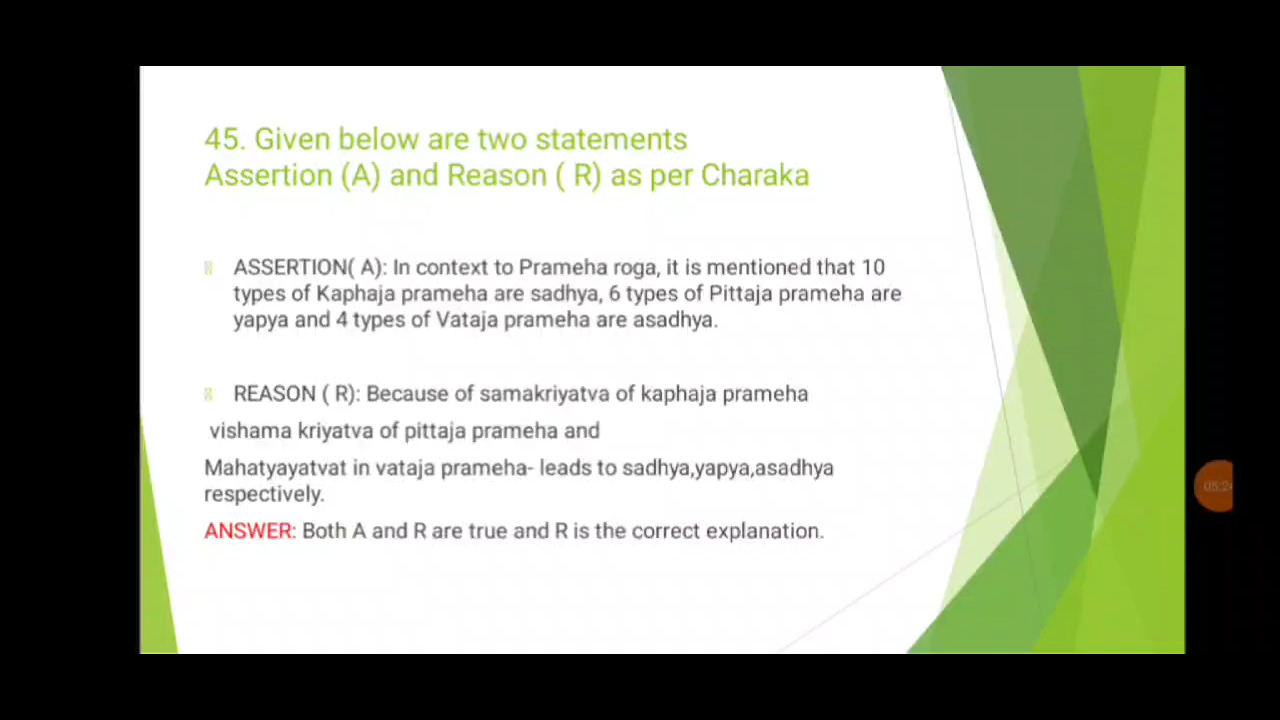 45. Given below are two statements
Assertion (A) and Reason ( R) as per Charaka
ASSERTION( A): In context to Prameha roga, it is mentioned that 10
types of Kaphaja prameha are sadhya, 6 types of Pittaja prameha are
yapya and 4 types of Vataja prameha are asadhya.
REASON ( R): Because of samakriyatva of kaphaja prameha
vishama kriyatva of pittaja prameha and
Mahatyayatvat in vataja prameha- leads to sadhya,yapya,asadhya
respectively.
ANSWER: Both A and R are true and R is the correct explanation.